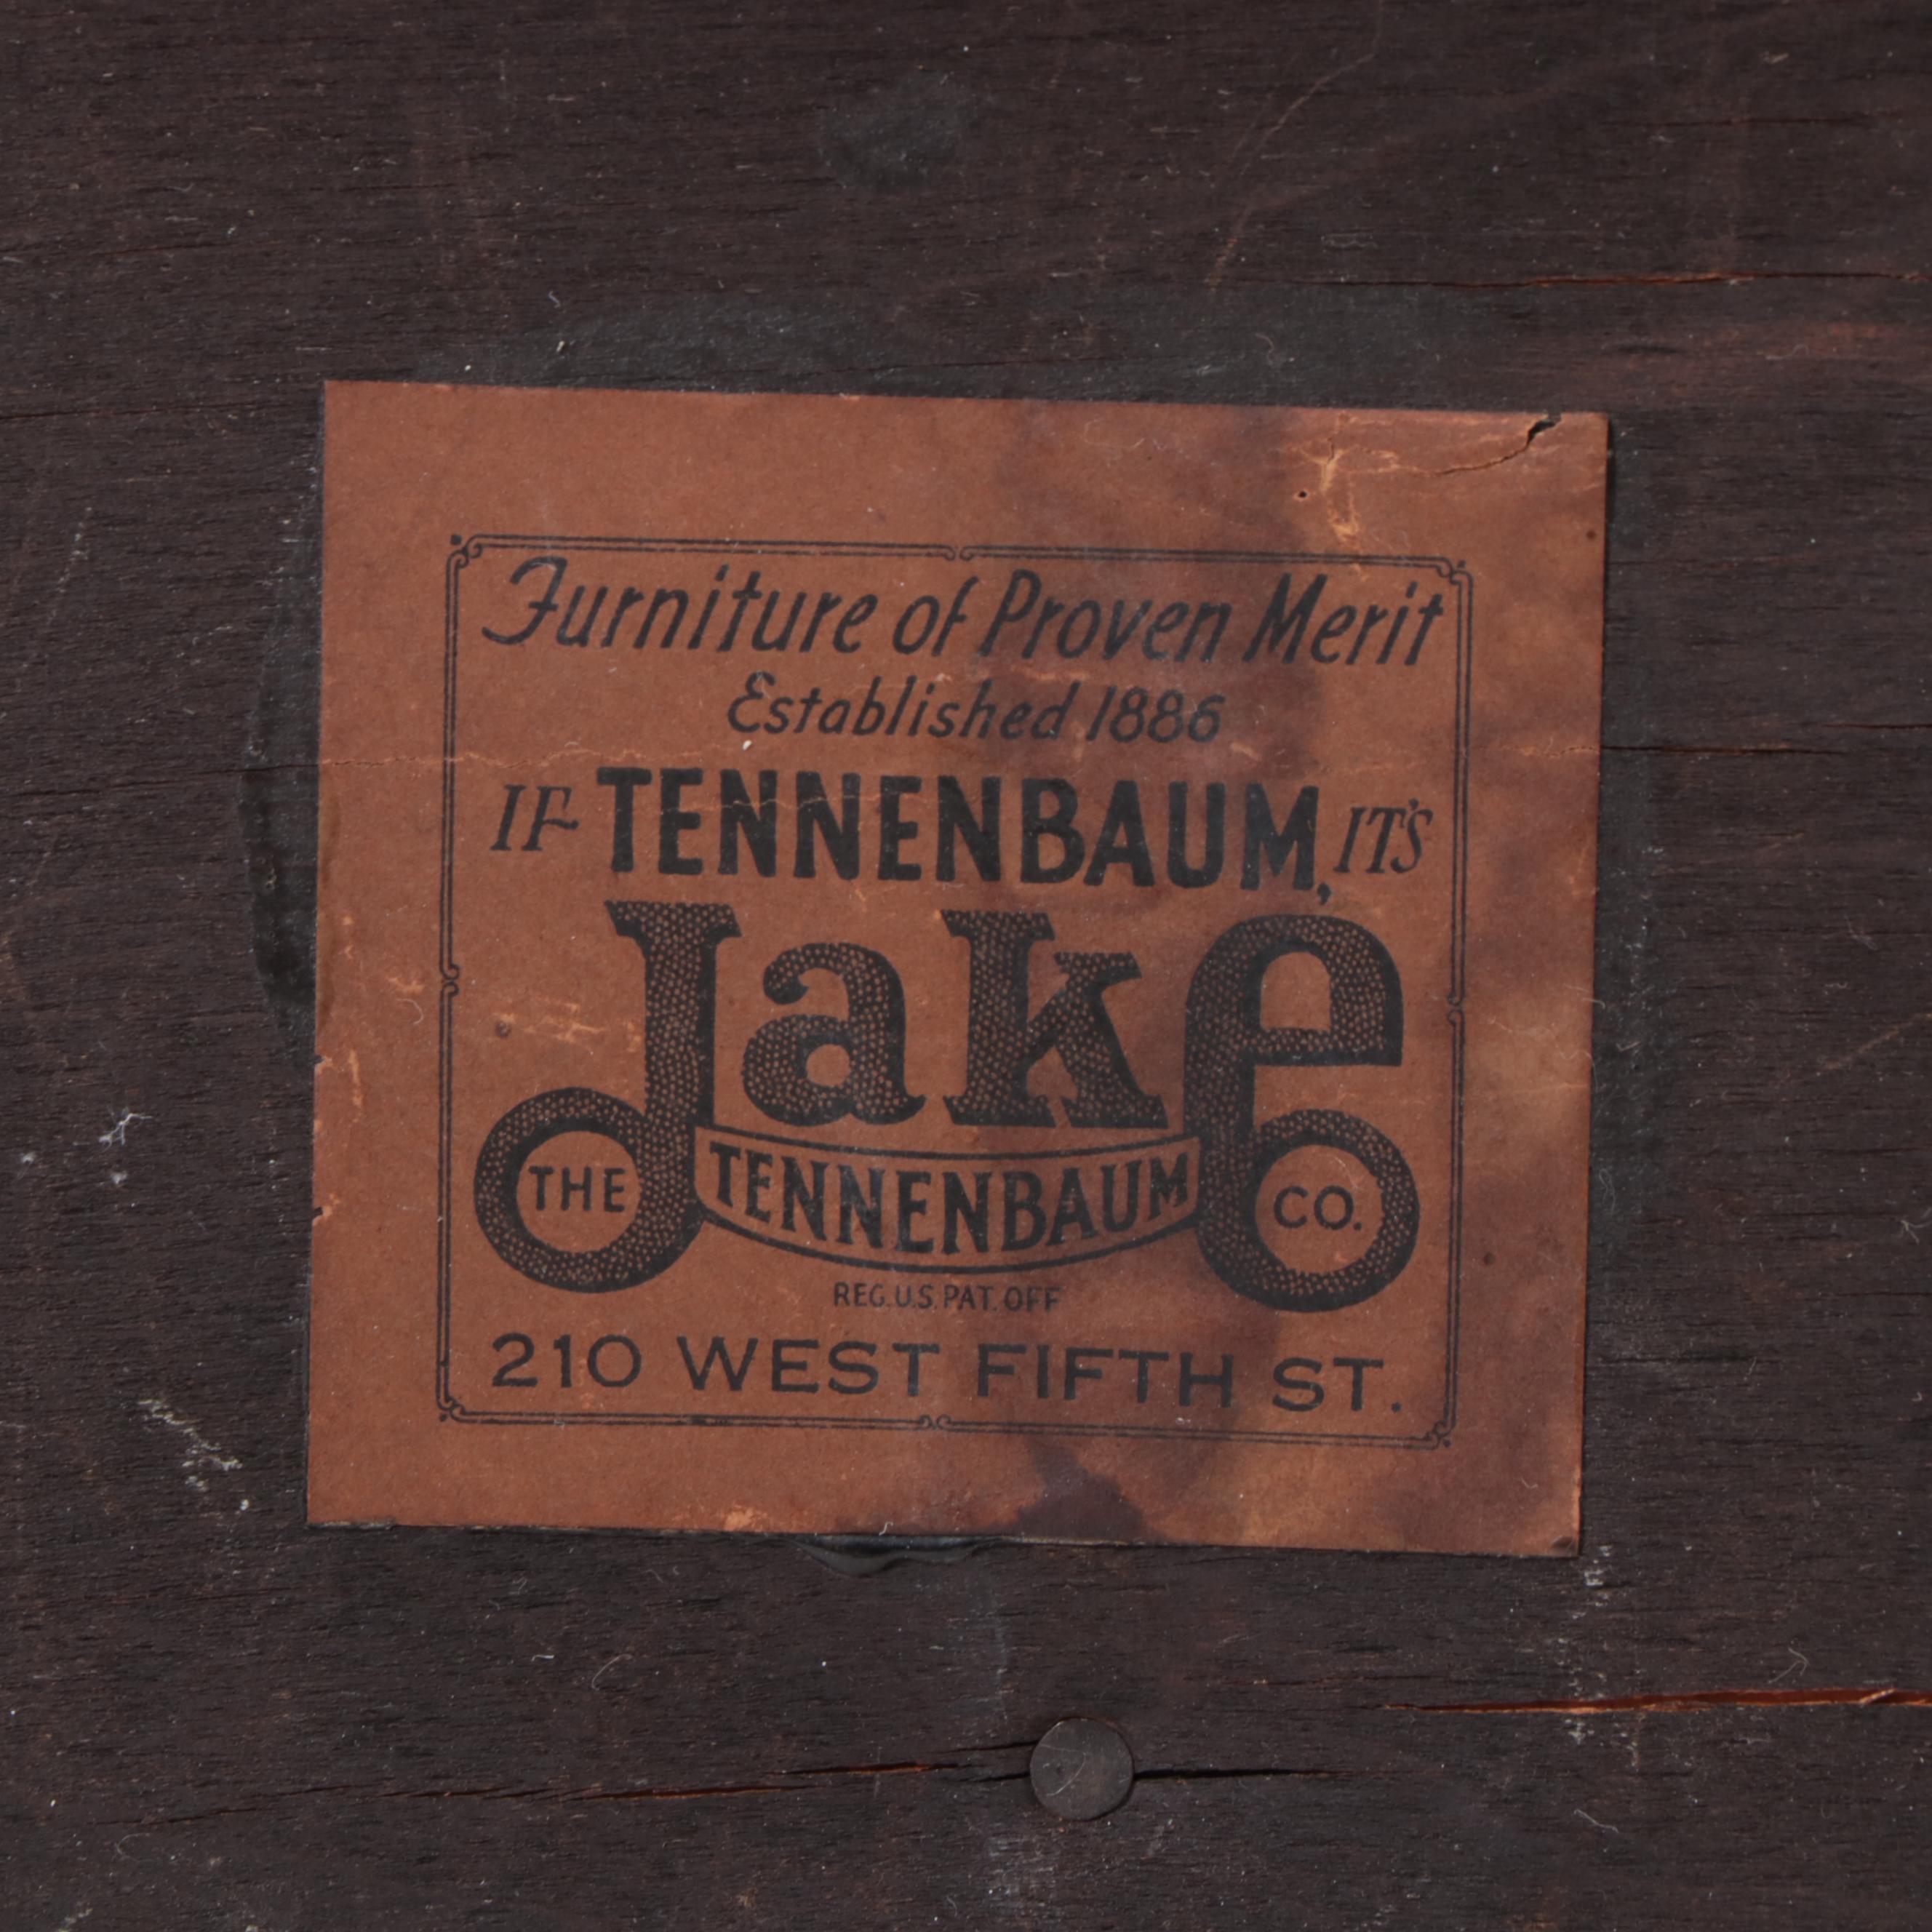 Furniture of Proven Merit
Established 1886
IF TENNENBAUM, IT'S
Jake
THE TENNENBAUM CO.
REG. U.S. PAT. OFF
210 WEST FIFTH ST.